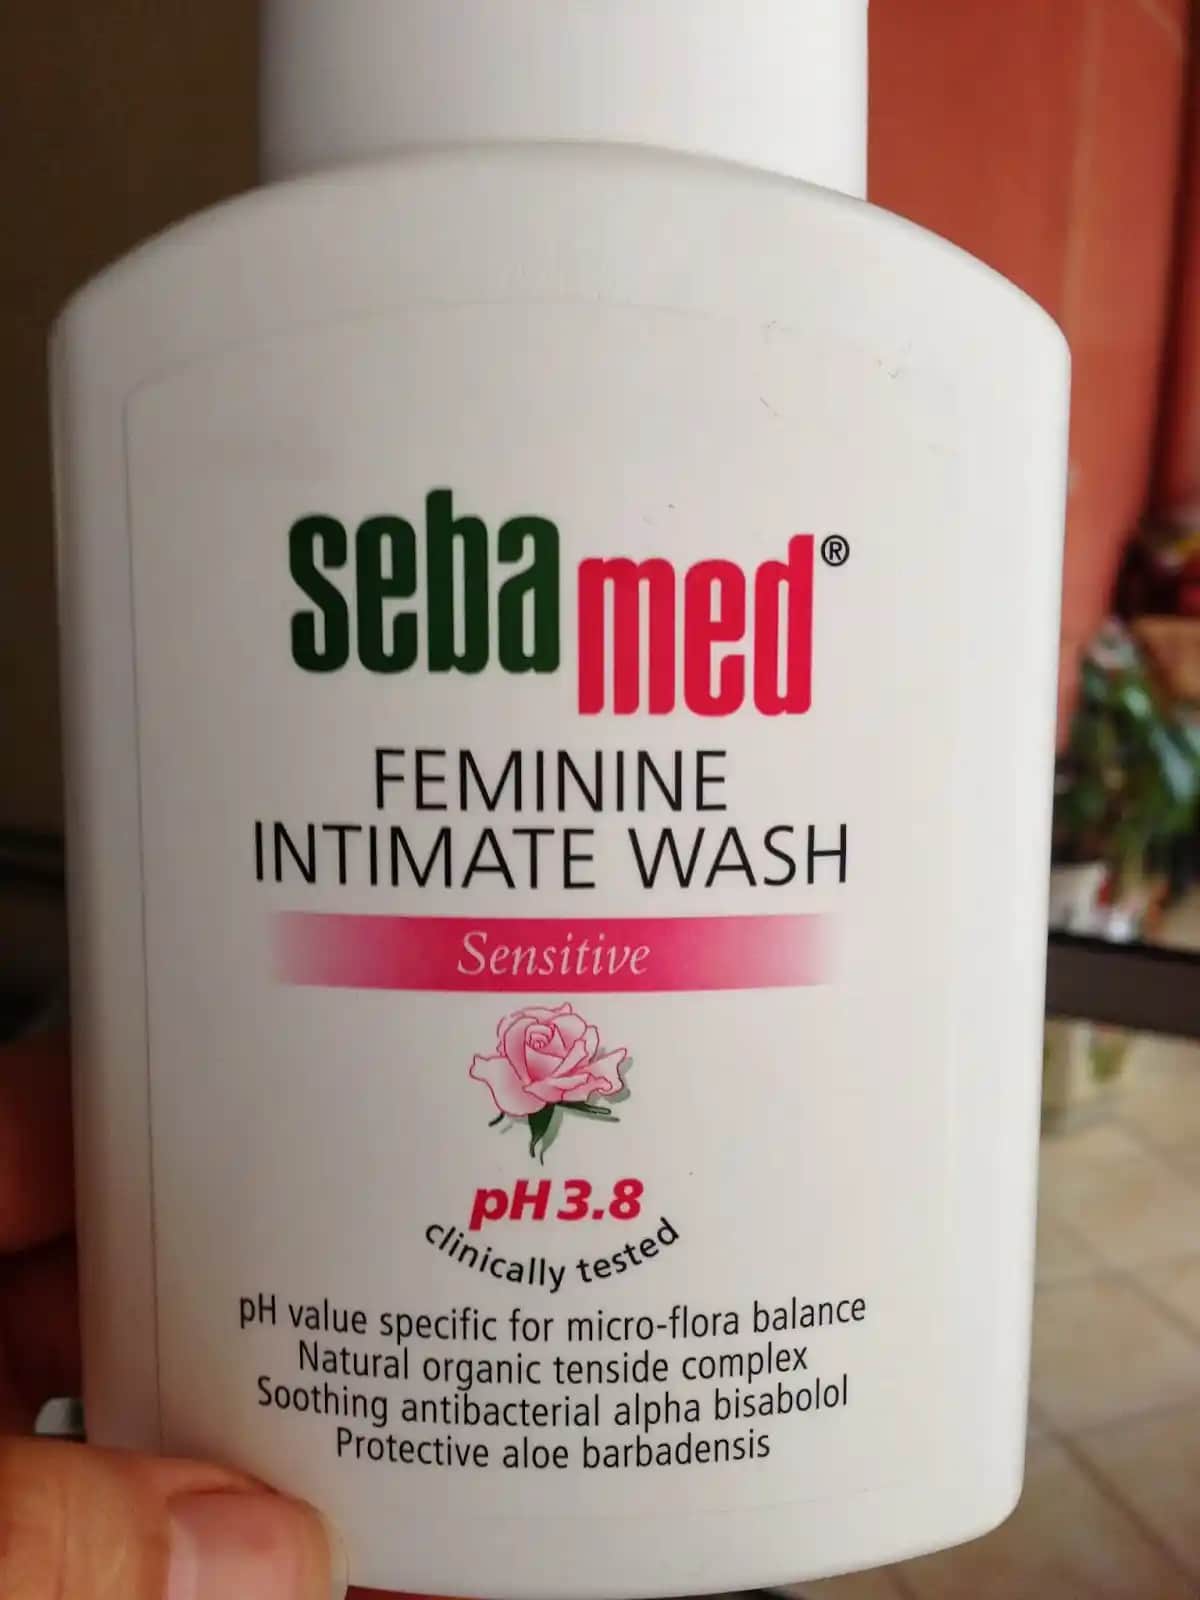 sebamed®
FEMININE
INTIMATE WASH
Sensitive
pH 3.8
clinically tested
pH value specific for micro-flora balance
Natural organic tenside complex
Soothing antibacterial alpha bisabolol
Protective aloe barbadensis